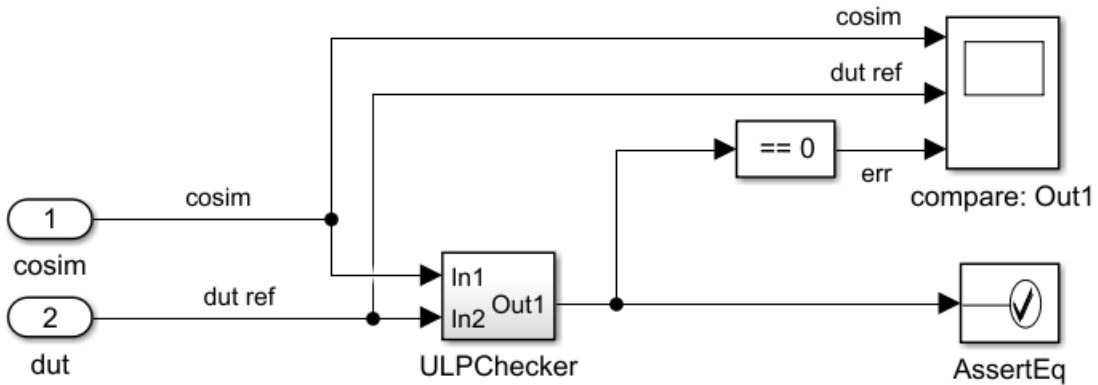 cosim
dut ref
== 0
err
compare: Out1
cosim
1
cosim
dut ref
2
dut
In1
In2
Out1
ULPChecker
AssertEq